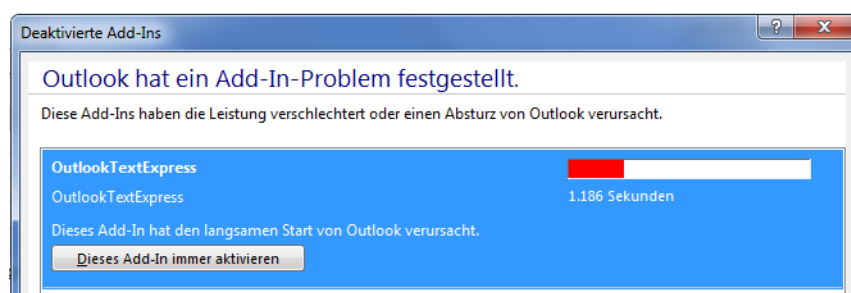 Deaktivierte Add-Ins
Outlook hat ein Add-In-Problem festgestellt.
Diese Add-Ins haben die Leistung verschlechtert oder einen Absturz von Outlook verursacht.
OutlookTextExpress
OutlookTextExpress 1.186 Sekunden
Dieses Add-In hat den langsamen Start von Outlook verursacht.
Dieses Add-In immer aktivieren